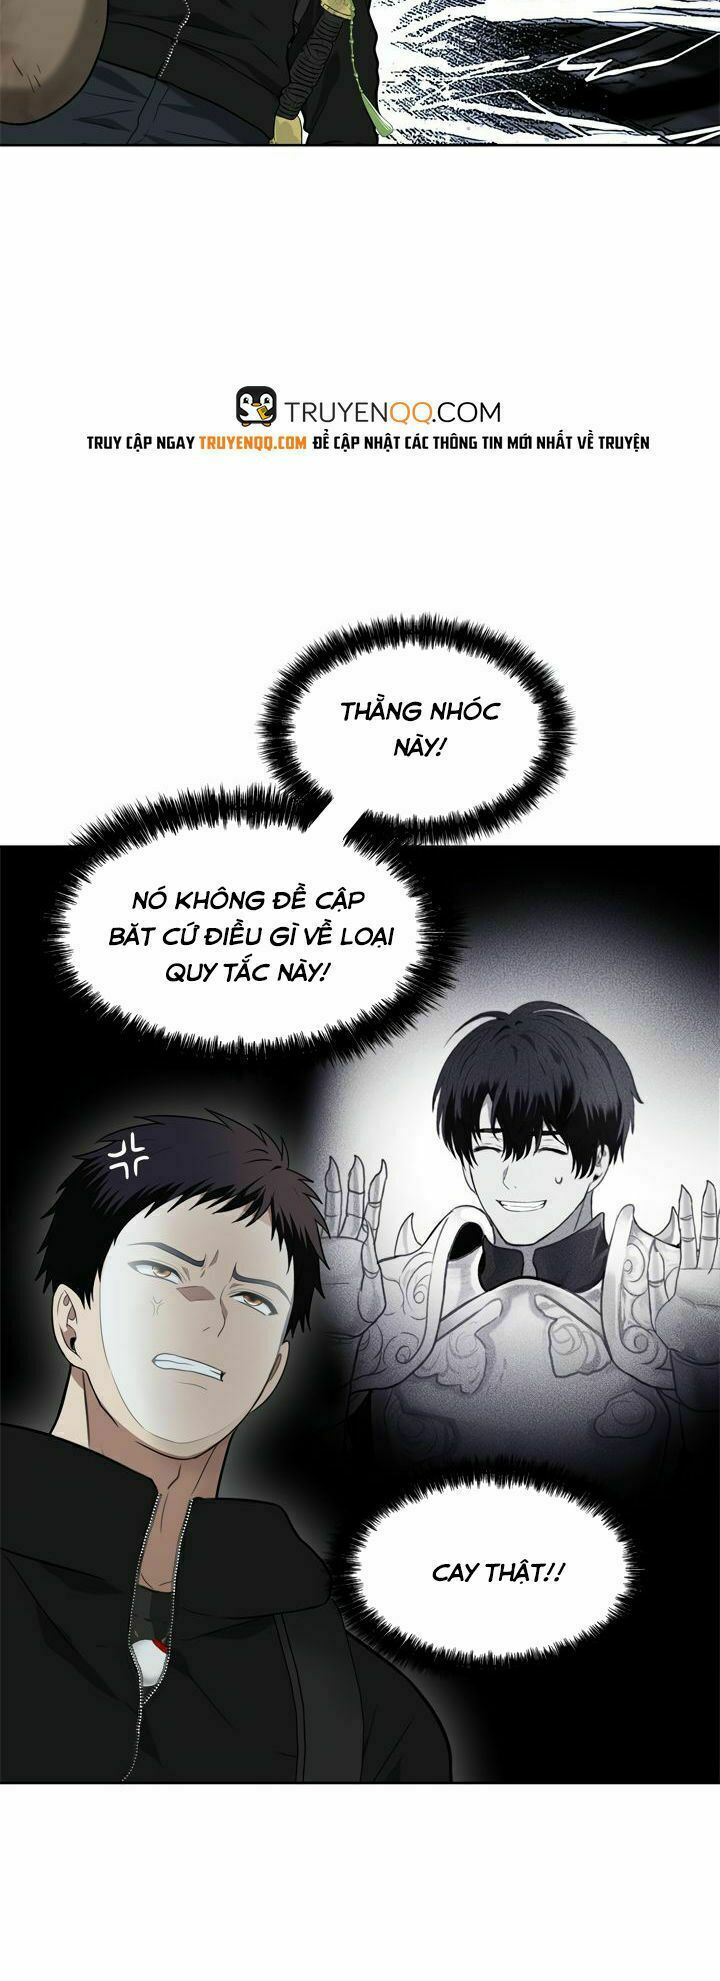 TRUYENQQ.COM
TRUY CẬP NGAY TRUYENQQ.COM ĐỂ CẬP NHẬT CÁC THÔNG TIN MỚI NHẤT VỀ TRUYỆN
THẰNG NHÓC
NÀY!
NÓ KHÔNG ĐỀ CẬP
BĂT CỨ ĐIỀU GÌ VỀ LOẠI
QUY TẮC NÀY!
CAY THẬT!!